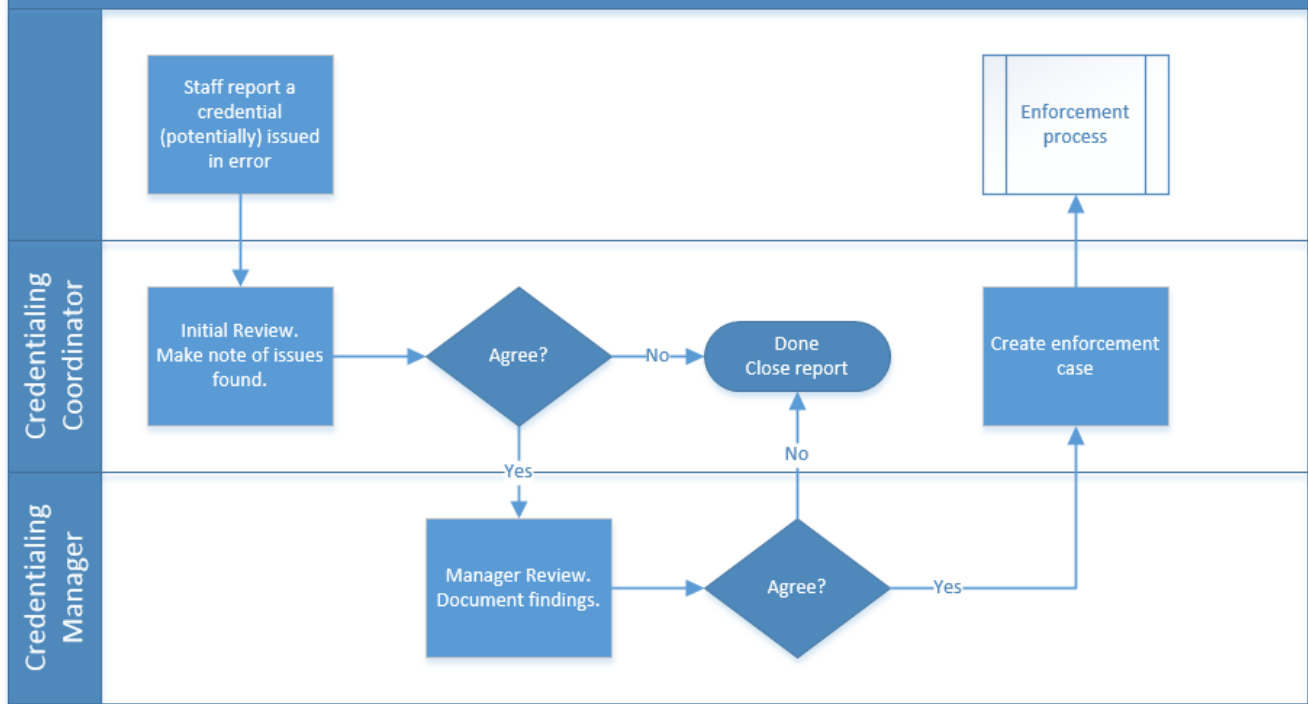 Staff report a
credential
(potentially) issued
in error
Enforcement
process
Credentialing
Coordinator
Initial Review.
Make note of issues
found.
Agree?
No
Done
Close report
Create enforcement
case
Yes
No
Credentialing
Manager
Manager Review.
Document findings.
Agree?
Yes